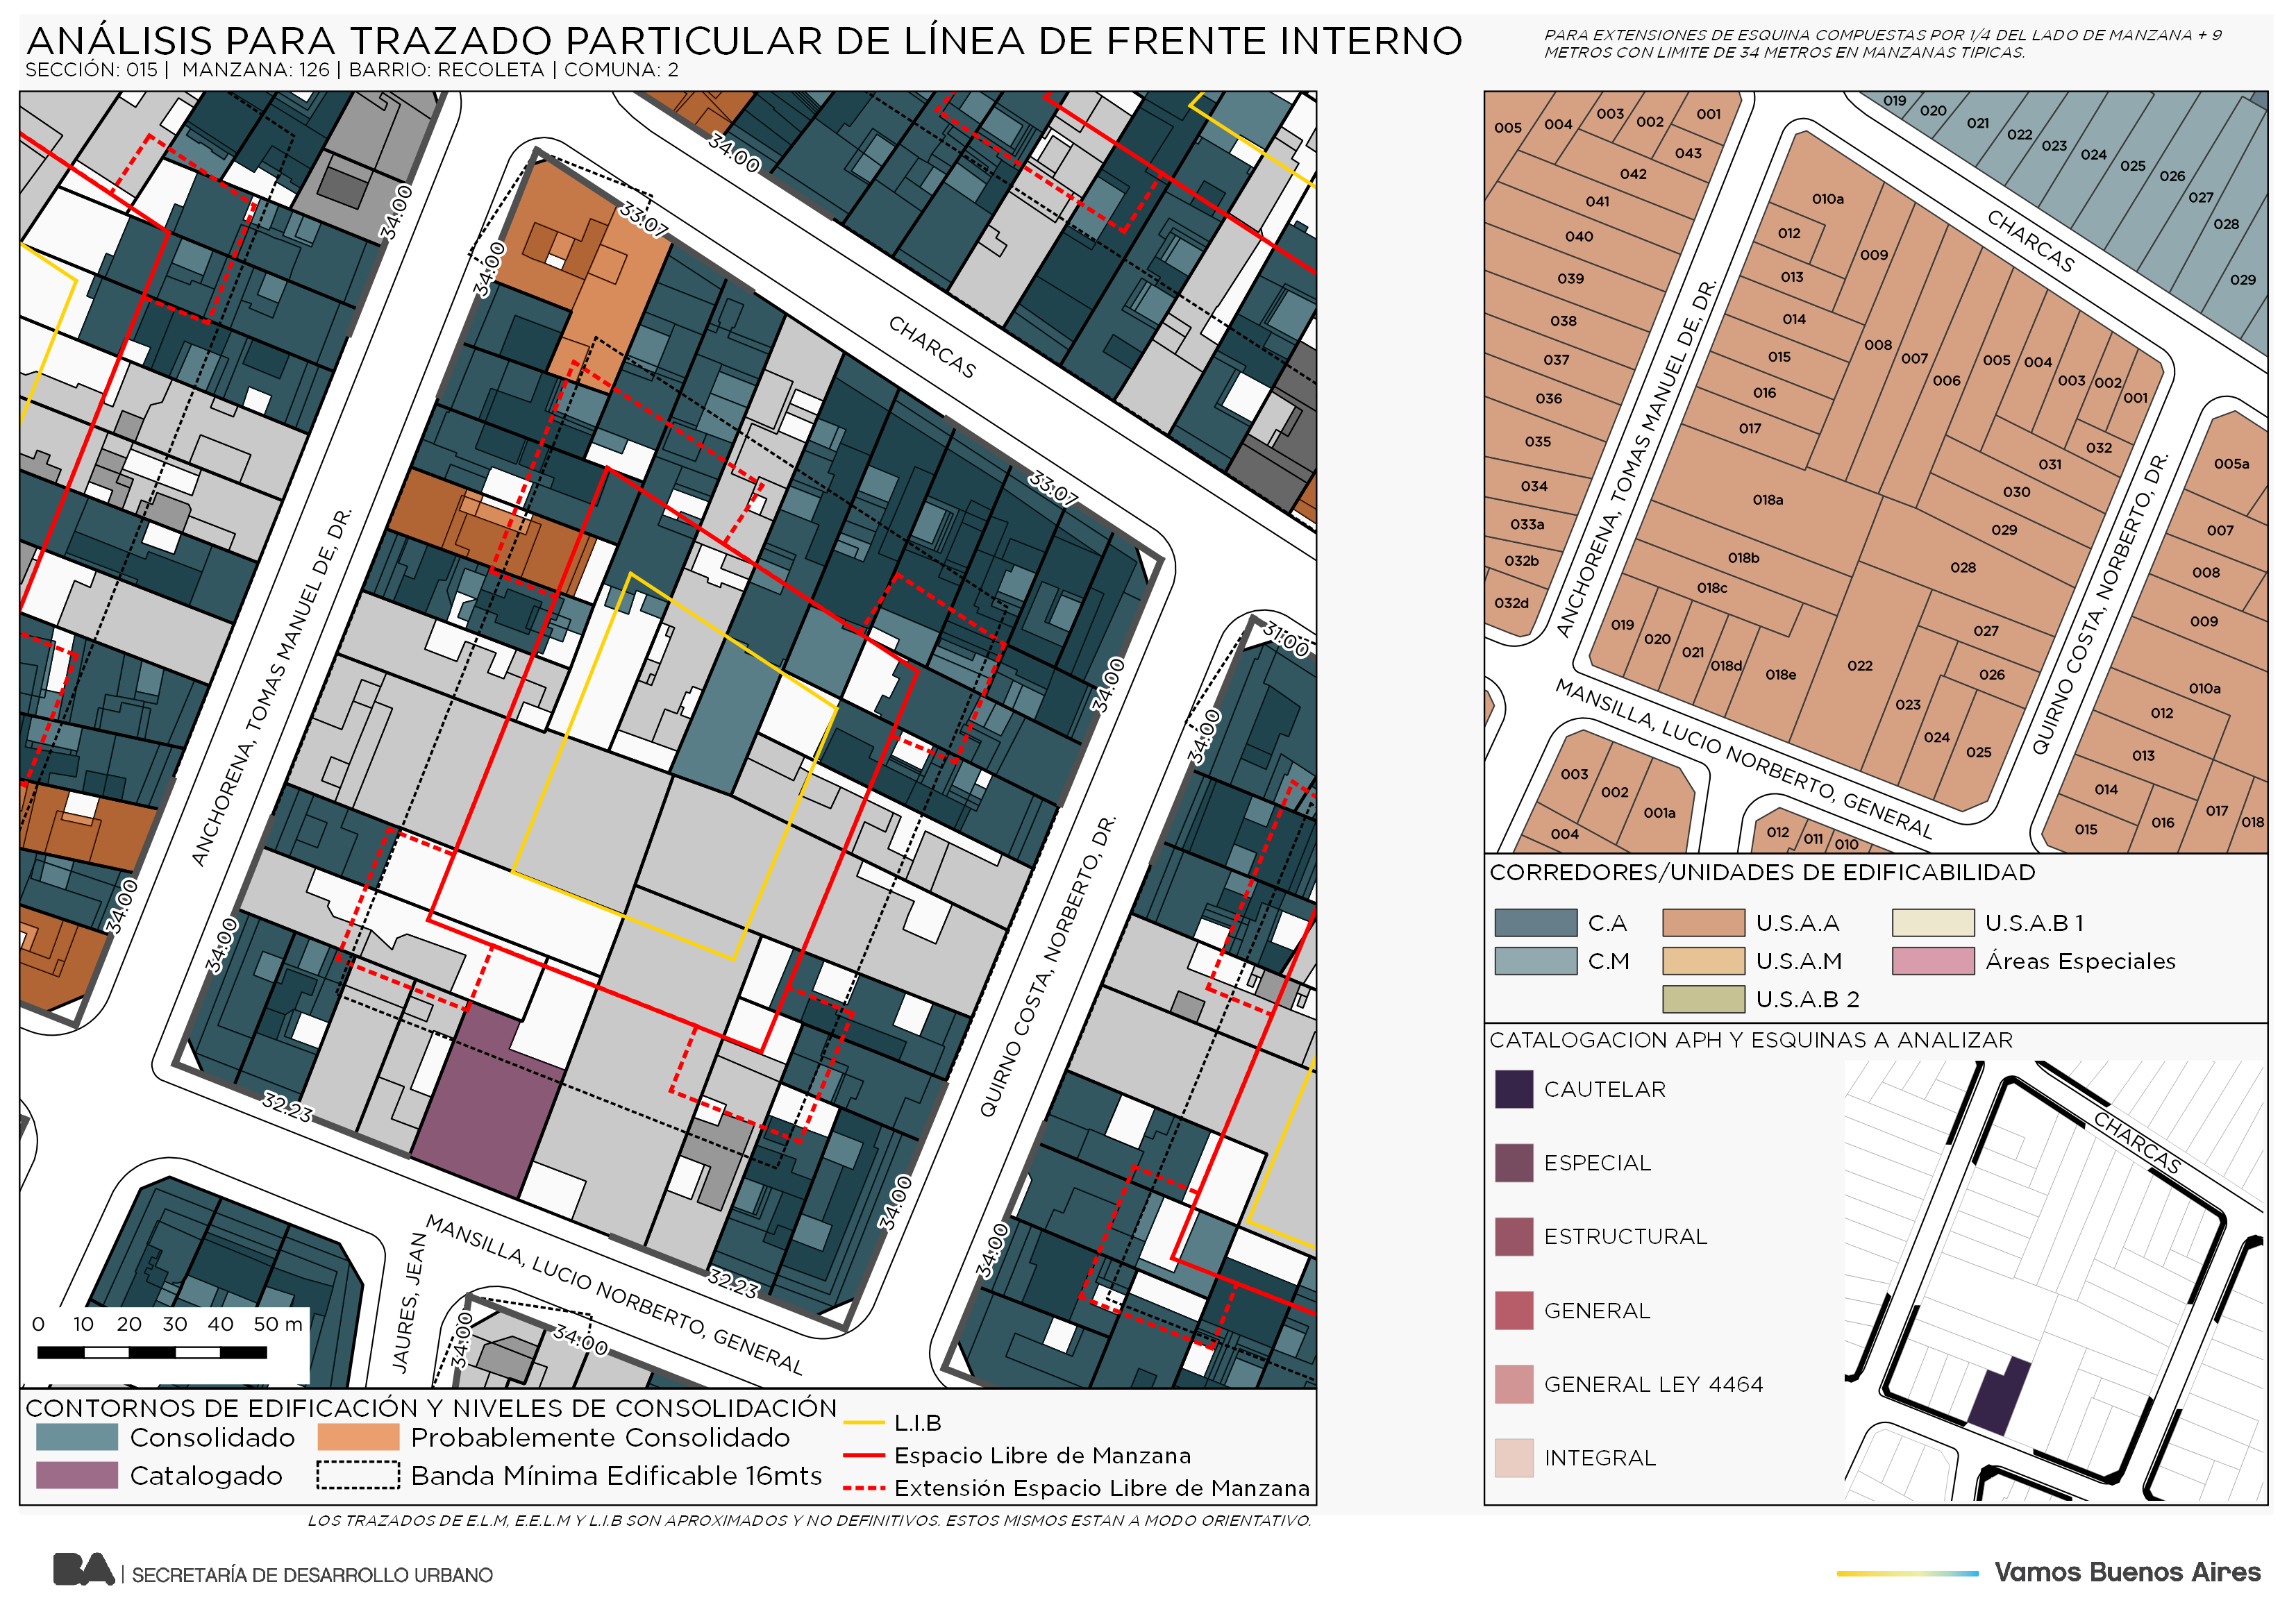 ANÁLISIS PARA TRAZADO PARTICULAR DE LÍNEA DE FRENTE INTERNO
SECCIÓN: 015 | MANZANA: 126 | BARRIO: RECOLETA | COMUNA: 2
PARA EXTENSIONES DE ESQUINA COMPUESTAS POR 1/4 DEL LADO DE MANZANA + 9
METROS CON LIMITE DE 34 METROS EN MANZANAS TIPICAS.
34.00
34.00
33.07
34.00
CHARCAS
33.07
ANCHORENA, TOMAS MANUEL DE, DR.
31.00
34.00
34.00
34.00
34.00
QUIRNO COSTA, NORBERTO, DR.
32.23
34.00
34.00
MANSILLA, LUCIO NORBERTO, GENERAL
32.23
JAURES, JEAN
34.00
34.00
0 10 20 30 40 50 m
CONTORNOS DE EDIFICACIÓN Y NIVELES DE CONSOLIDACIÓN
Consolidado
Probablemente Consolidado
Catalogado
Banda Mínima Edificable 16mts
L.I.B
Espacio Libre de Manzana
Extensión Espacio Libre de Manzana
LOS TRAZADOS DE E.L.M, E.E.L.M Y L.I.B SON APROXIMADOS Y NO DEFINITIVOS. ESTOS MISMOS ESTAN A MODO ORIENTATIVO.
005 004 003 002 001
043
042
041
040
039
038
037
036
035
034
033a
032b
032d
019 020 021 022 023 024 025 026 027 028 029
CHARCAS
010a
012
009
013
014
015
016
017
008 007 006 005 004 003 002 001
032
031
030
029
018a
028
018b
018c
027
019 020 021 018d 018e 022
026
023
024 025
ANCHORENA, TOMAS MANUEL DE, DR.
QUIRNO COSTA, NORBERTO, DR.
MANSILLA, LUCIO NORBERTO, GENERAL
005a
007
008
009
010a
012
013
014
015 016 017 018
003 002 001a
004
012 011 010
CORREDORES/UNIDADES DE EDIFICABILIDAD
C.A
U.S.A.A
U.S.A.B 1
C.M
U.S.A.M
Áreas Especiales
U.S.A.B 2
CATALOGACION APH Y ESQUINAS A ANALIZAR
CAUTELAR
ESPECIAL
ESTRUCTURAL
GENERAL
GENERAL LEY 4464
INTEGRAL
CHARCAS
BA | SECRETARÍA DE DESARROLLO URBANO
Vamos Buenos Aires